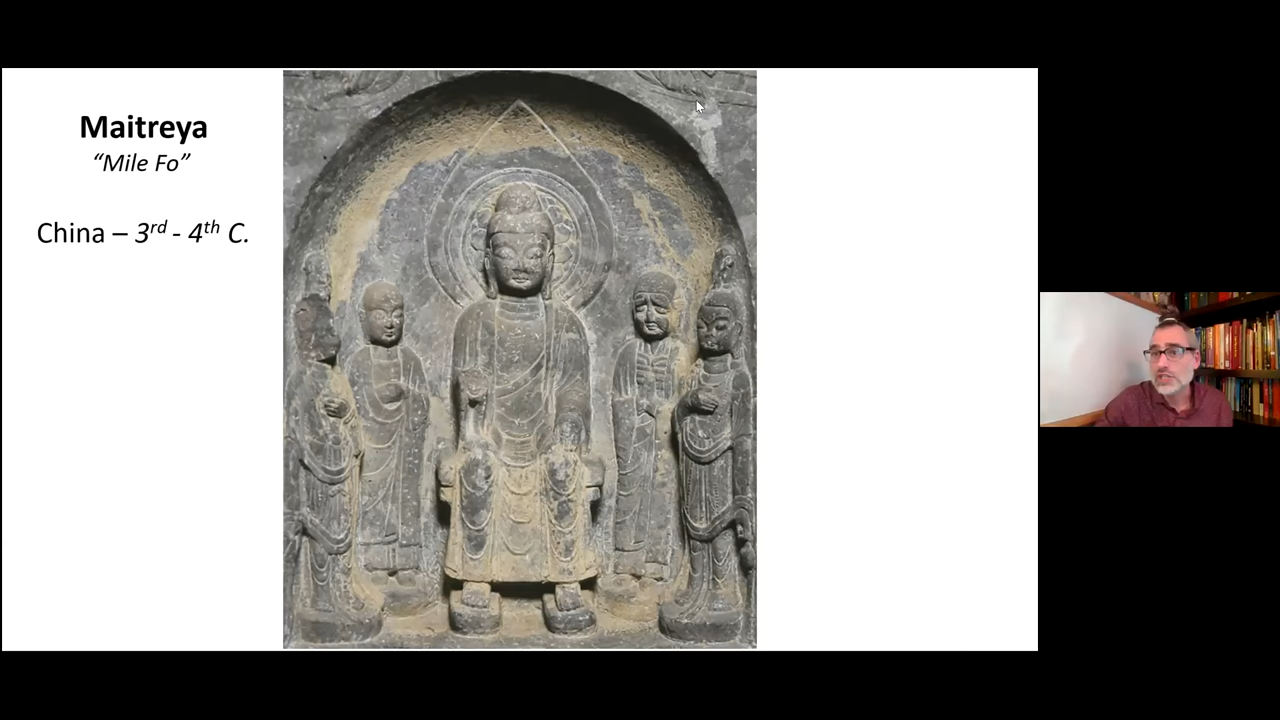 Maitreya
“Mile Fo”
China – 3rd - 4th C.